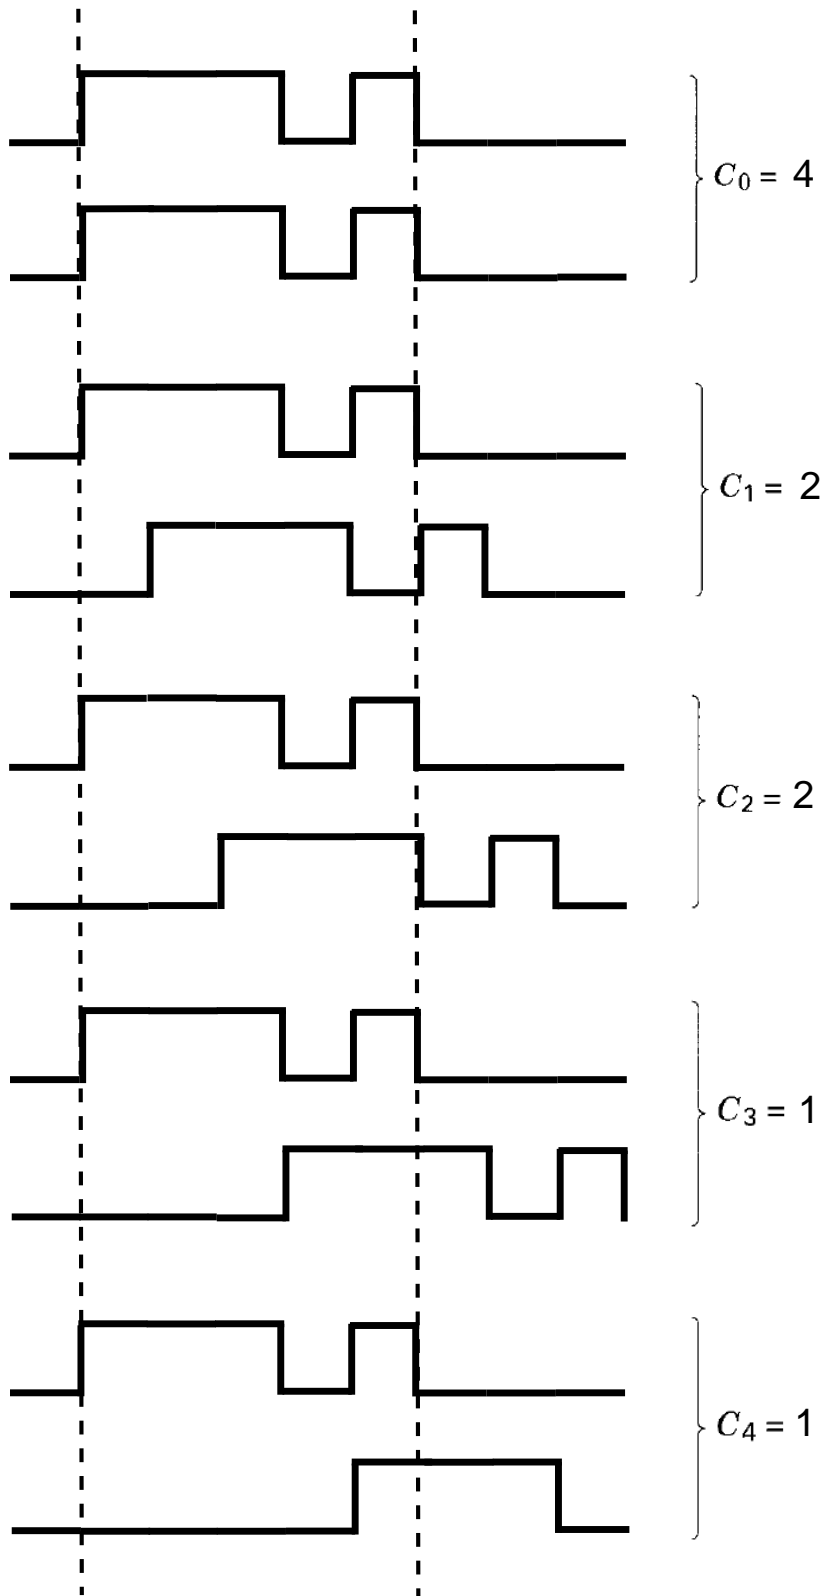 C₀ = 4
C₁ = 2
C₂ = 2
C₃ = 1
C₄ = 1